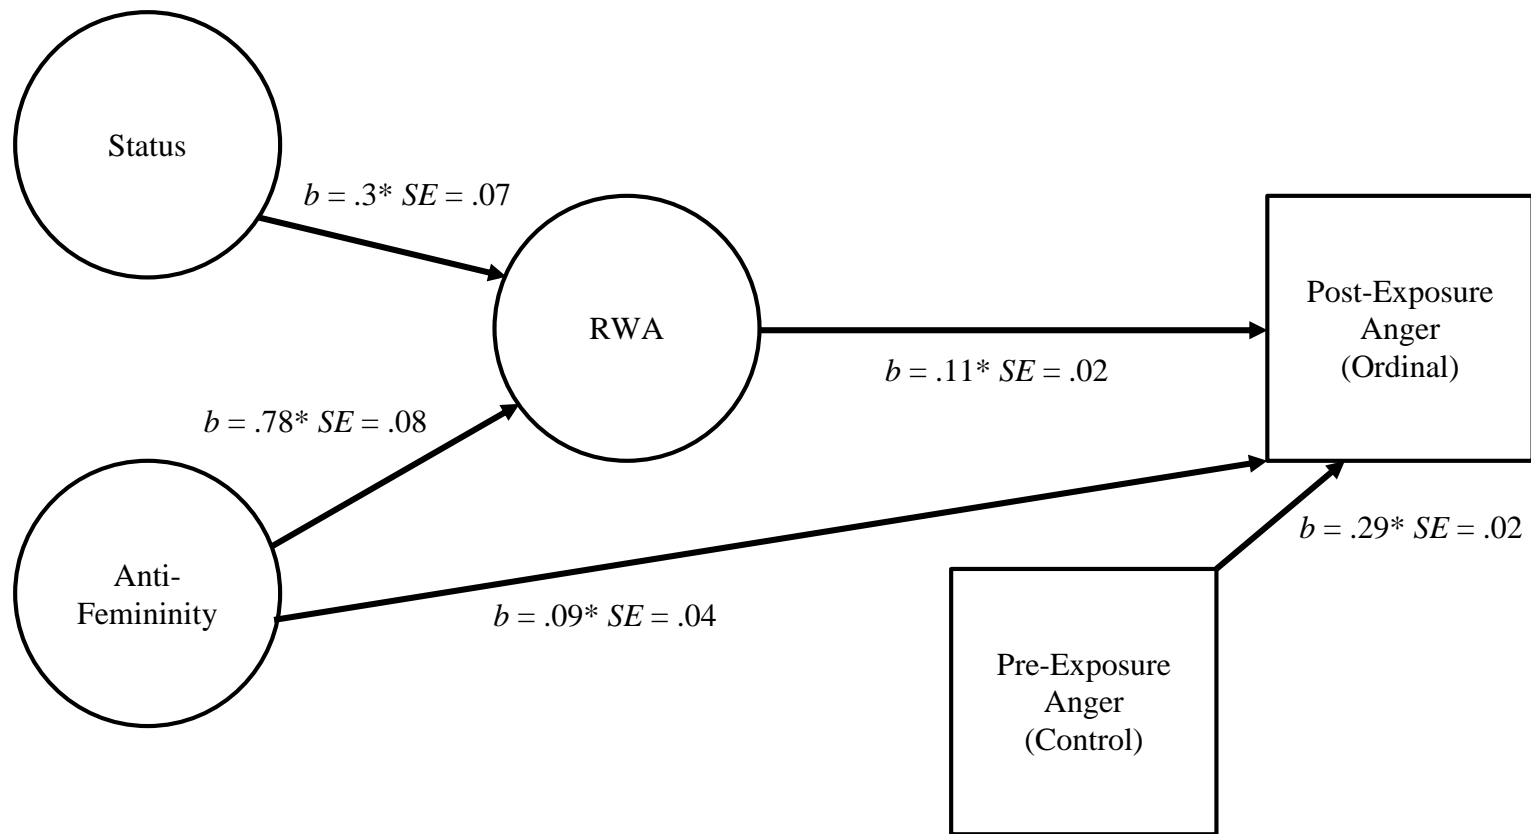 Status
b = .3* SE = .07
RWA
Post-Exposure
Anger
(Ordinal)
b = .11* SE = .02
b = .78* SE = .08
b = .29* SE = .02
Anti-
Femininity
b = .09* SE = .04
Pre-Exposure
Anger
(Control)